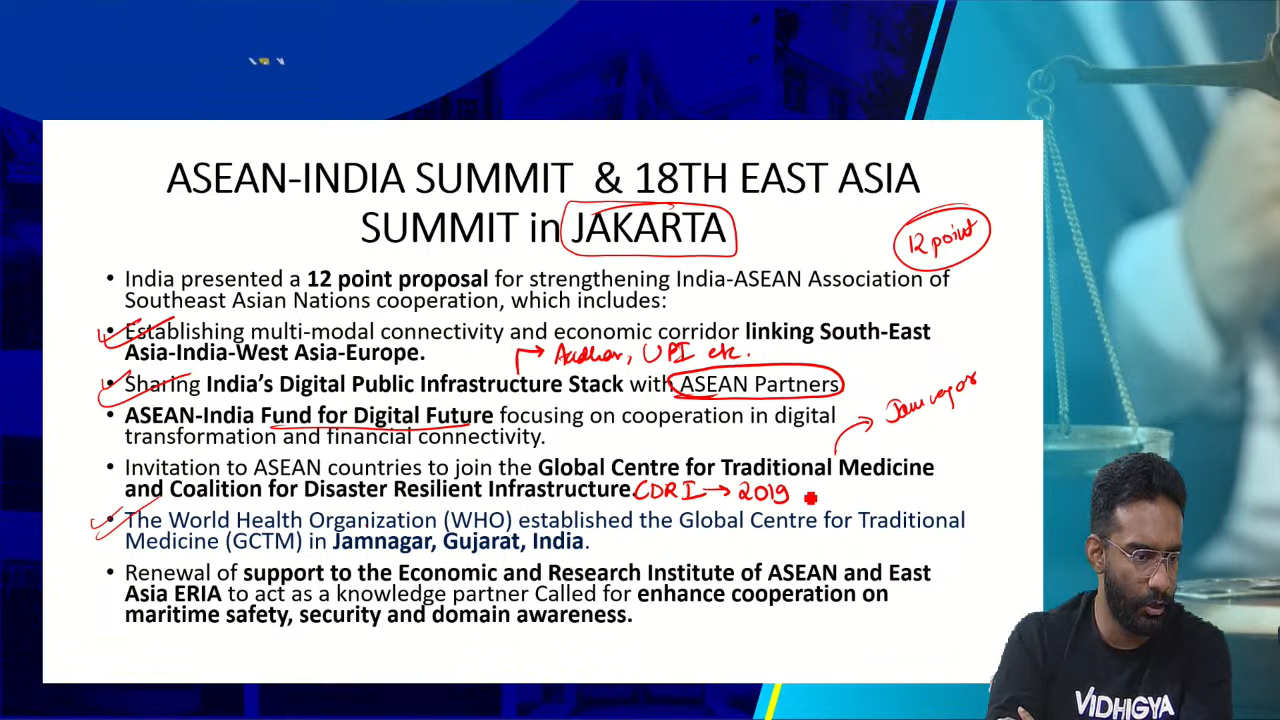 ASEAN-INDIA SUMMIT & 18TH EAST ASIA
SUMMIT in JAKARTA
12 point
• India presented a 12 point proposal for strengthening India-ASEAN Association of
Southeast Asian Nations cooperation, which includes:
• Establishing multi-modal connectivity and economic corridor linking South-East
Asia-India-West Asia-Europe.
Aadhar, UPI etc.
• Sharing India's Digital Public Infrastructure Stack with ASEAN Partners
• ASEAN-India Fund for Digital Future focusing on cooperation in digital
transformation and financial connectivity.
• Invitation to ASEAN countries to join the Global Centre for Traditional Medicine
and Coalition for Disaster Resilient Infrastructure. CDRI → 2019
• The World Health Organization (WHO) established the Global Centre for Traditional
Medicine (GCTM) in Jamnagar, Gujarat, India.
• Renewal of support to the Economic and Research Institute of ASEAN and East
Asia ERIA to act as a knowledge partner Called for enhance cooperation on
maritime safety, security and domain awareness.
VIDHIGYA